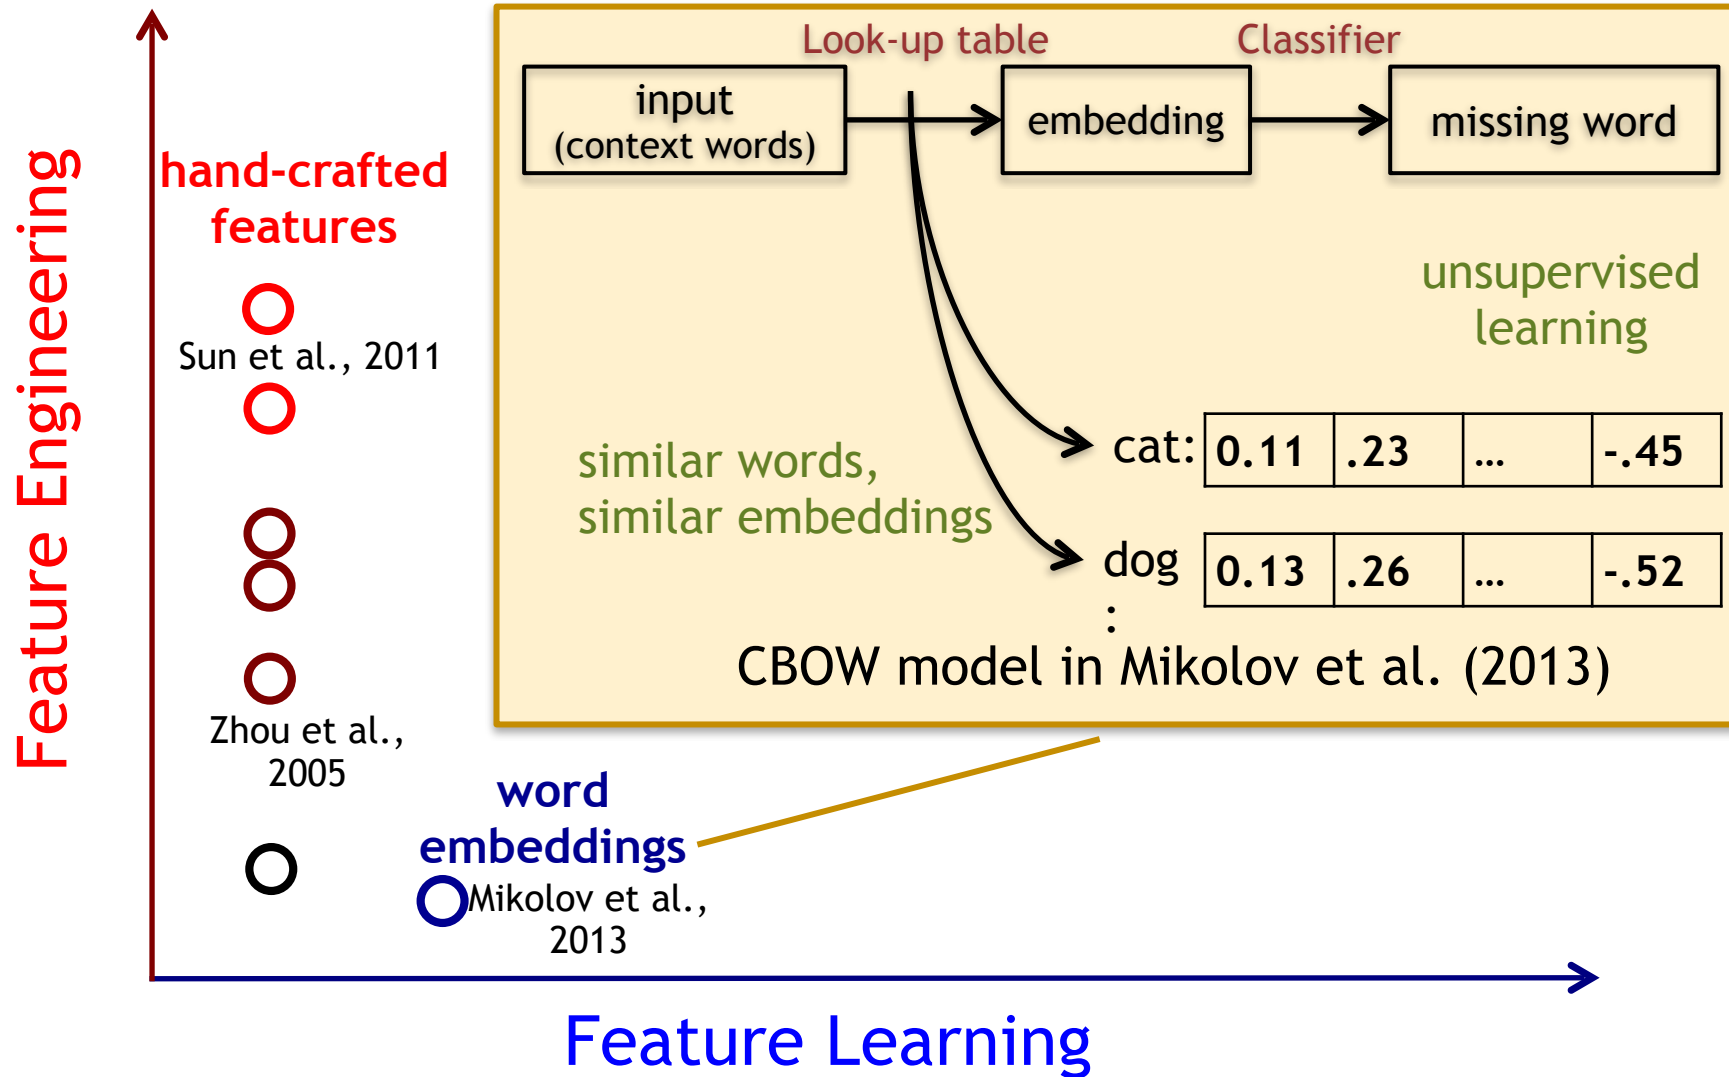 Feature Engineering
hand-crafted
features
Sun et al., 2011
Zhou et al.,
2005
word
embeddings
Mikolov et al.,
2013
Feature Learning
Look-up table
Classifier
input
(context words)
embedding
missing word
unsupervised
learning
similar words,
similar embeddings
cat: 0.11 .23 … -.45
dog 0.13 .26 … -.52
:
CBOW model in Mikolov et al. (2013)